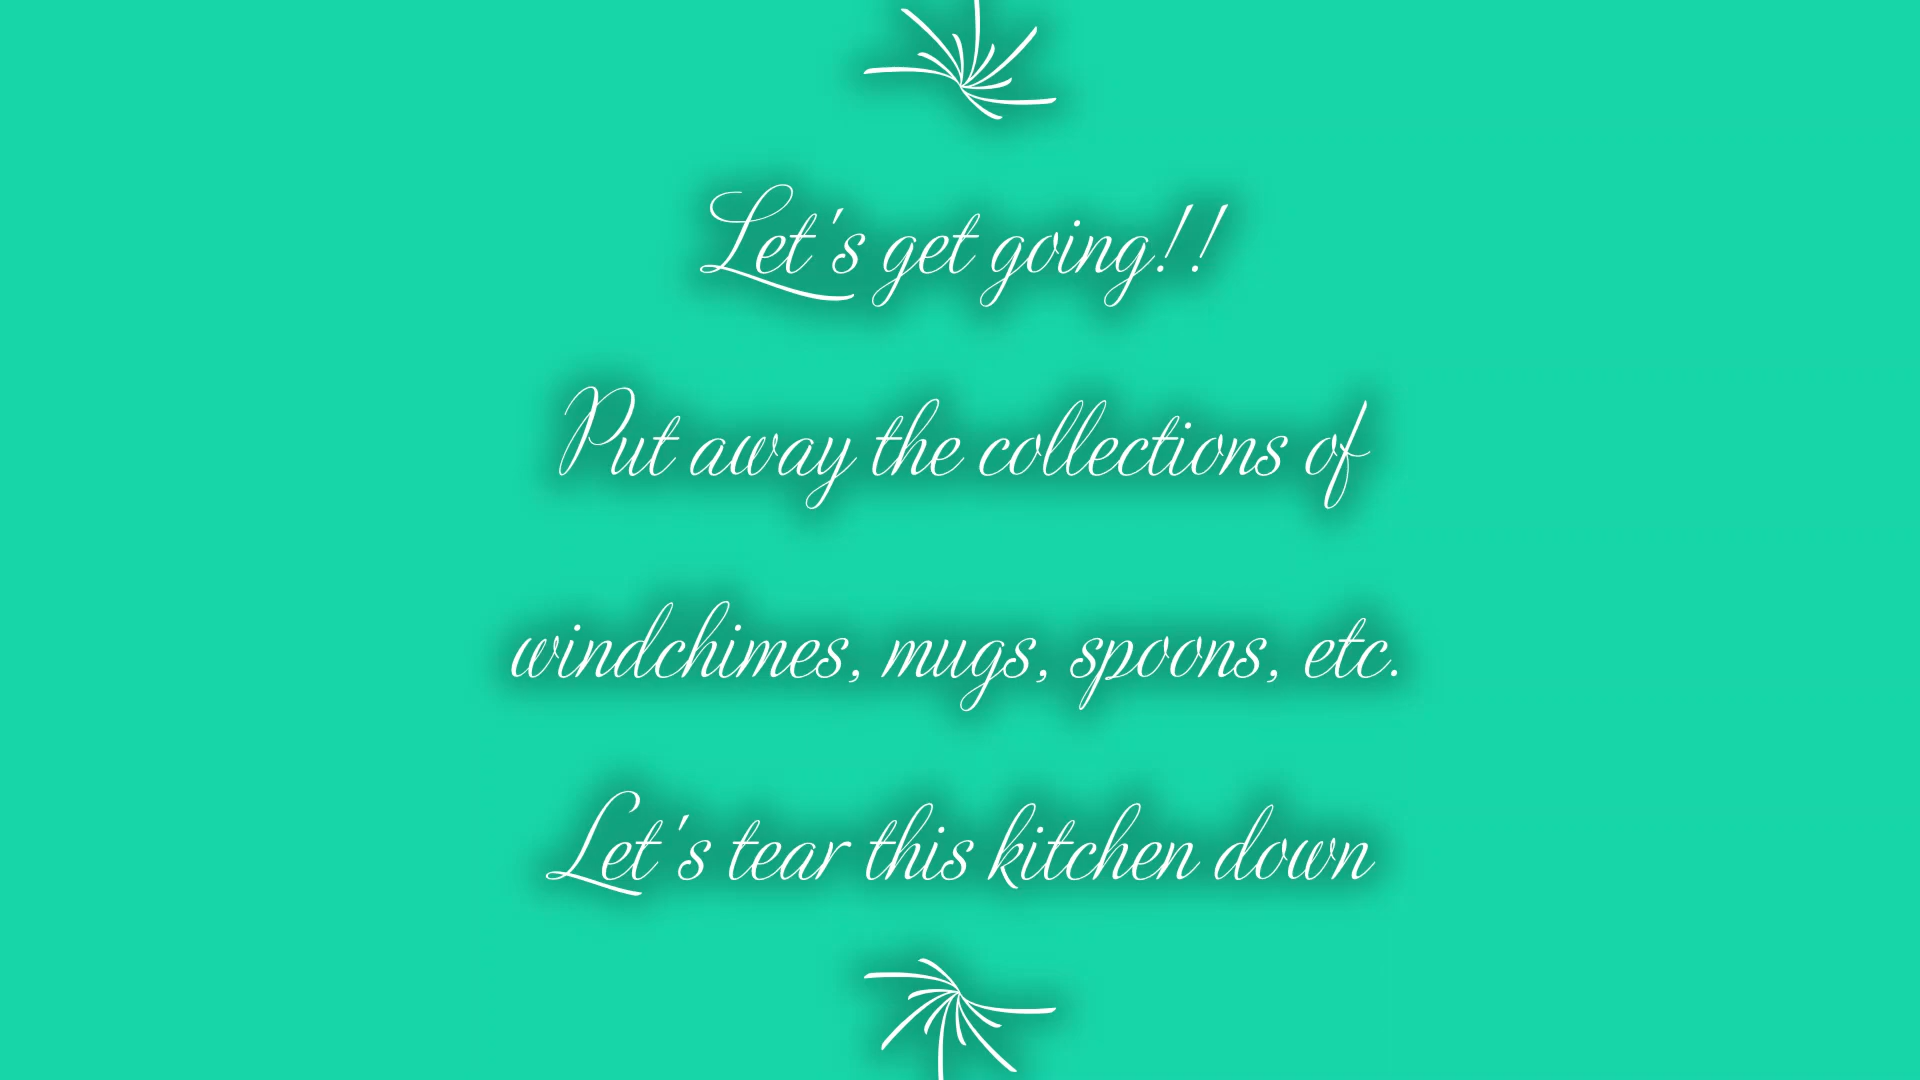 Let's get going!!
Put away the collections of
windchimes, mugs, spoons, etc.
Let's tear this kitchen down